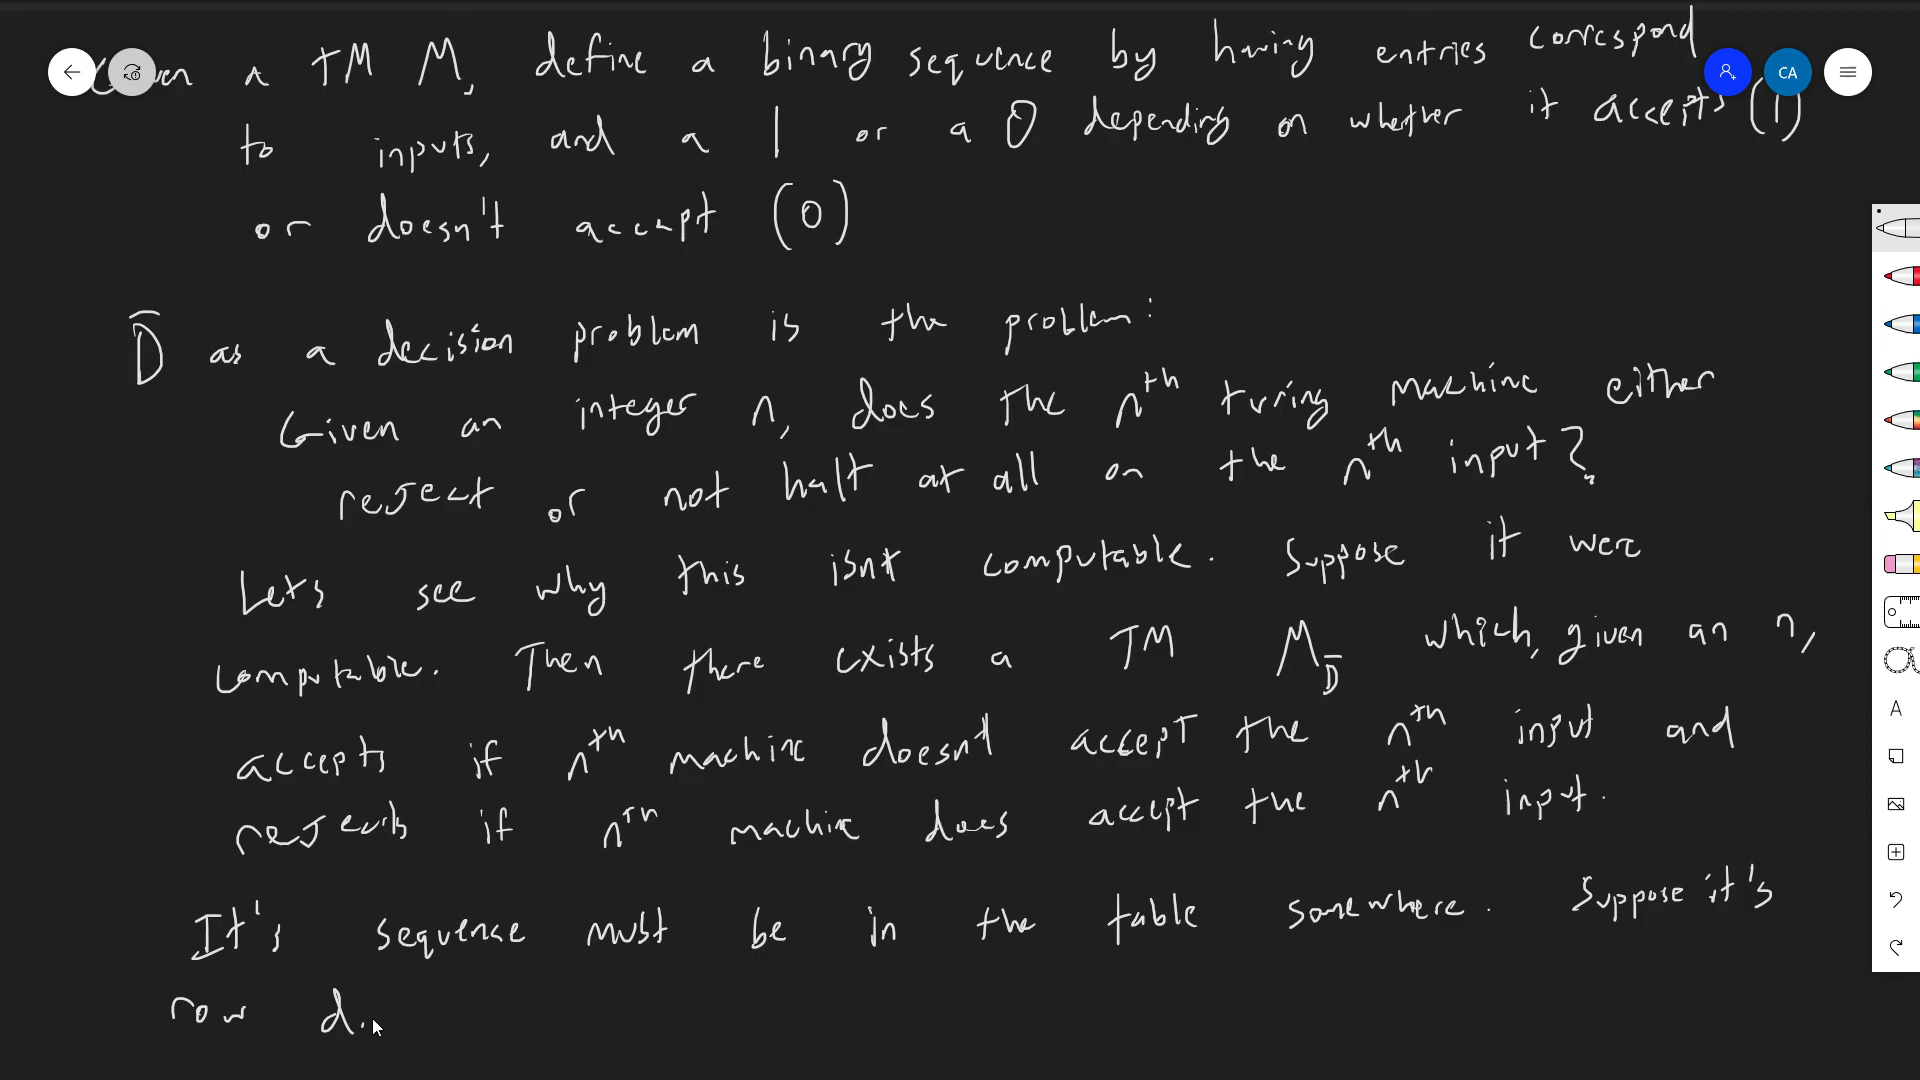 Given a TM M, define a binary sequence by having entries correspond
to inputs, and a 1 or a 0 depending on whether it accepts (1)
or doesn't accept (0)
D̅ as a decision problem is the problem:
Given an integer n, does the nth turing machine either
reject or not halt at all on the nth input?
Lets see why this isnt computable. Suppose it were
computable. Then there exists a TM M_D̅ which, given an n,
accepts if nth machine doesnt accept the nth input and
rejects if nth machine does accept the nth input.
It's sequence must be in the table somewhere. Suppose it's
row d.
CA
A